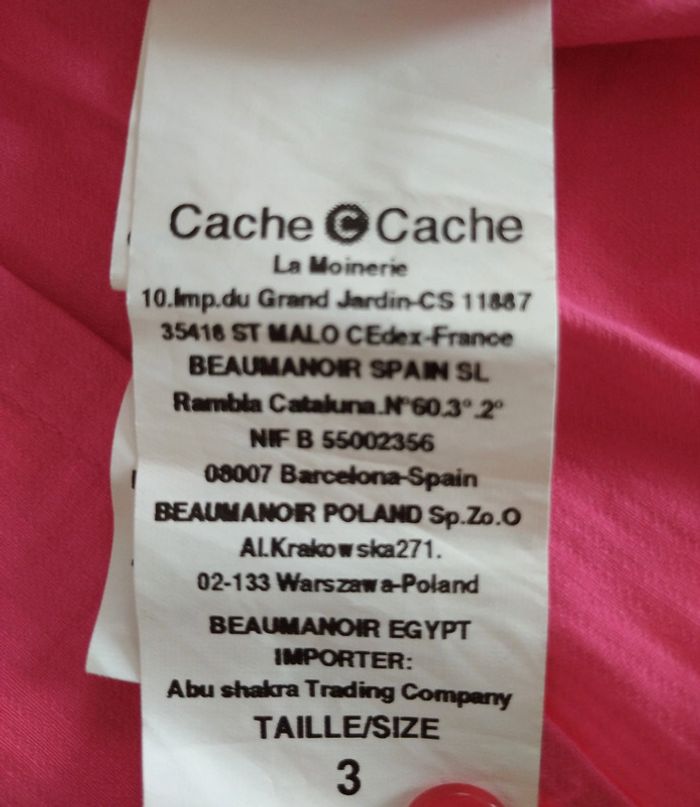 Cache C Cache
La Moinerie
10.Imp.du Grand Jardin-CS 11887
35418 ST MALO CEdex-France
BEAUMANOIR SPAIN SL
Rambla Cataluna.N°60.3°.2°
NIF B 55002356
08007 Barcelona-Spain
BEAUMANOIR POLAND Sp.Zo.O
Al.Krakowska271.
02-133 Warszawa-Poland
BEAUMANOIR EGYPT
IMPORTER:
Abu shakra Trading Company
TAILLE/SIZE
3